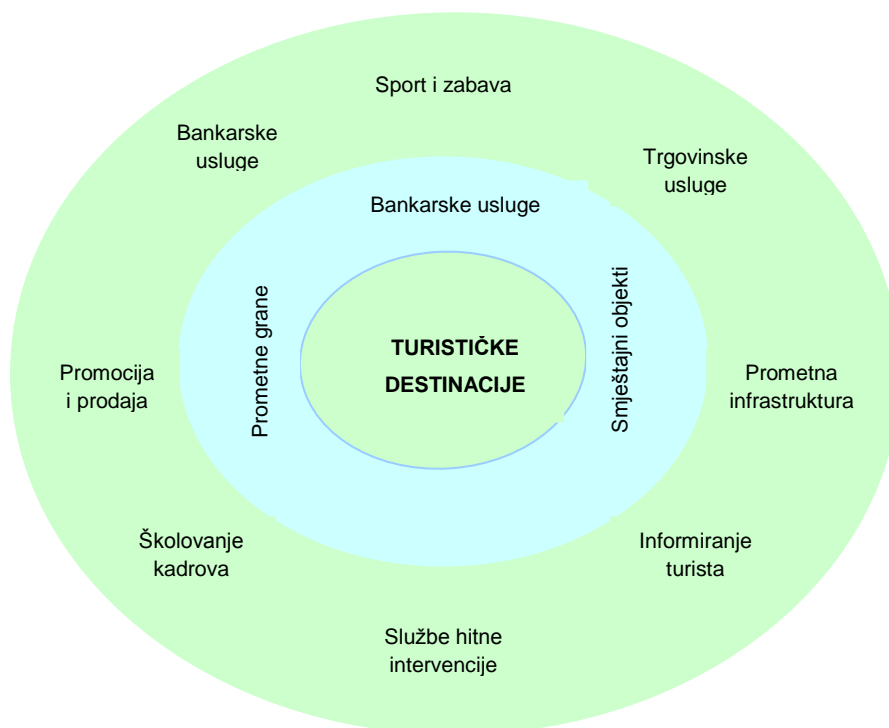 Sport i zabava
Bankarske
usluge
Trgovinske
usluge
Bankarske usluge
Prometne grane
TURISTIČKE
DESTINACIJE
Smještajni objekti
Promocija
i prodaja
Prometna
infrastruktura
Školovanje
kadrova
Informiranje
turista
Službe hitne
intervencije